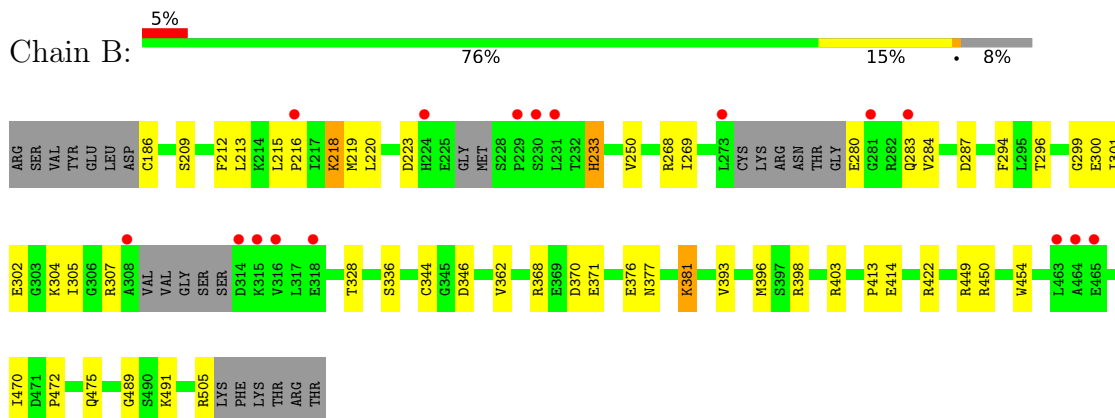 5%
Chain B:
76% 15% • 8%
ARG SER VAL TYR GLU LEU ASP C186 S209 F212 L213 K214 L215 P216 I217 K218 M219 L220 D223 H224 E225 GLY MET S228 P229 S230 L231 T232 H233 V250 R268 I269 L273 CYS LYS ARG ASN THR GLY E280 G281 R282 Q283 V284 D287 F294 L295 T296 G299 E300 I301
E302 G303 K304 I305 G306 R307 A308 VAL VAL GLY SER SER D314 K315 V316 L317 E318 T328 S336 C344 G345 D346 V362 R368 E369 D370 E371 E376 N377 K381 V393 M396 S397 R398 R403 P413 E414 R422 R449 R450 W454 L463 A464 E465
I470 D471 P472 Q475 G489 S490 K491 R505 LYS PHE LYS THR ARG THR